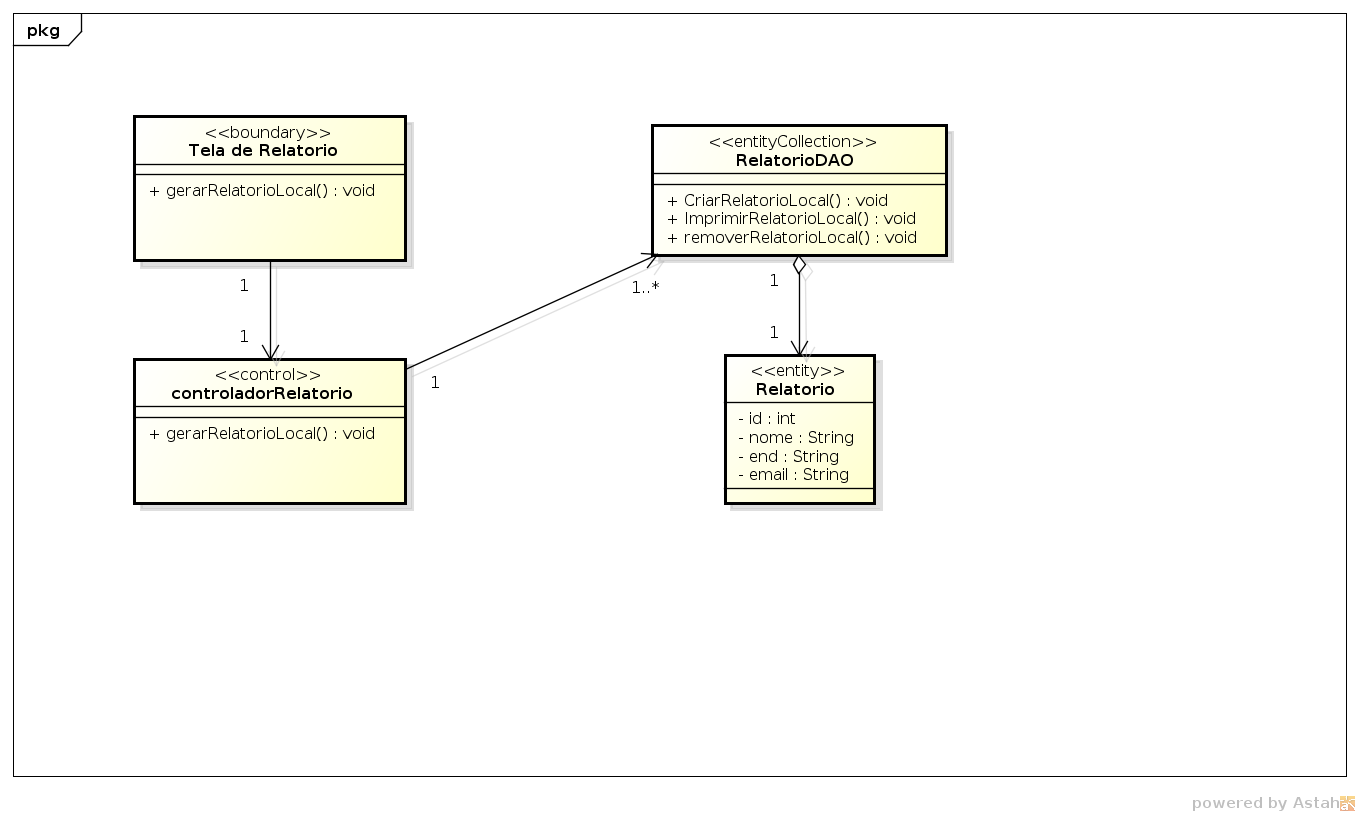 pkg
<<boundary>>
Tela de Relatorio
+ gerarRelatorioLocal() : void
1
1
<<control>>
controladorRelatorio
+ gerarRelatorioLocal() : void
1
1..*
<<entityCollection>>
RelatorioDAO
+ CriarRelatorioLocal() : void
+ ImprimirRelatorioLocal() : void
+ removerRelatorioLocal() : void
1
1
<<entity>>
Relatorio
- id : int
- nome : String
- end : String
- email : String
powered by Astah